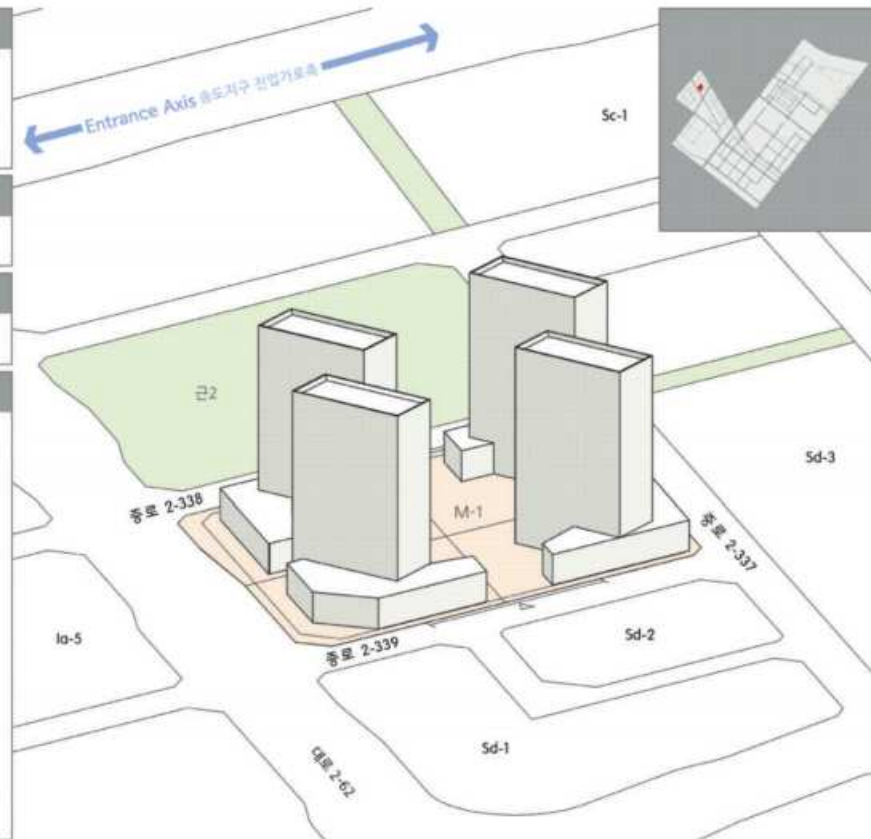 Entrance Axis 송도지구 진입가로축
Sc-1
근2
Sd-3
중로 2-338
M-1
중로 2-337
Ia-5
중로 2-339
Sd-2
Sd-1
대로 2-62